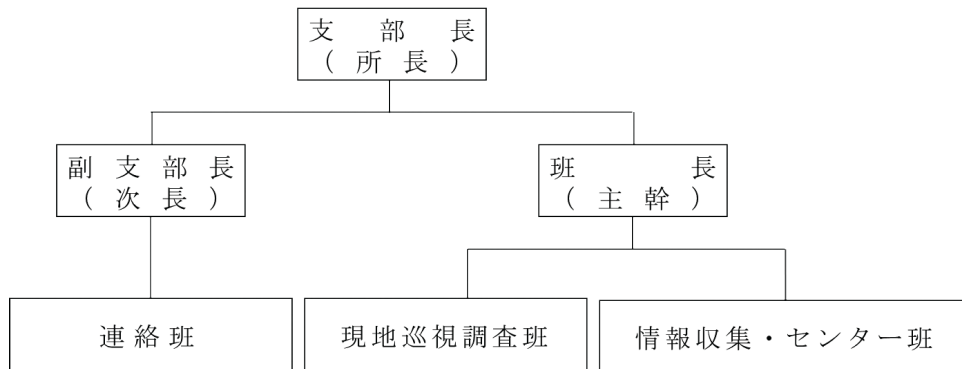 支部長
(所長)
副支部長
(次長)
班長
(主幹)
連絡班
現地巡視調査班
情報収集・センター班